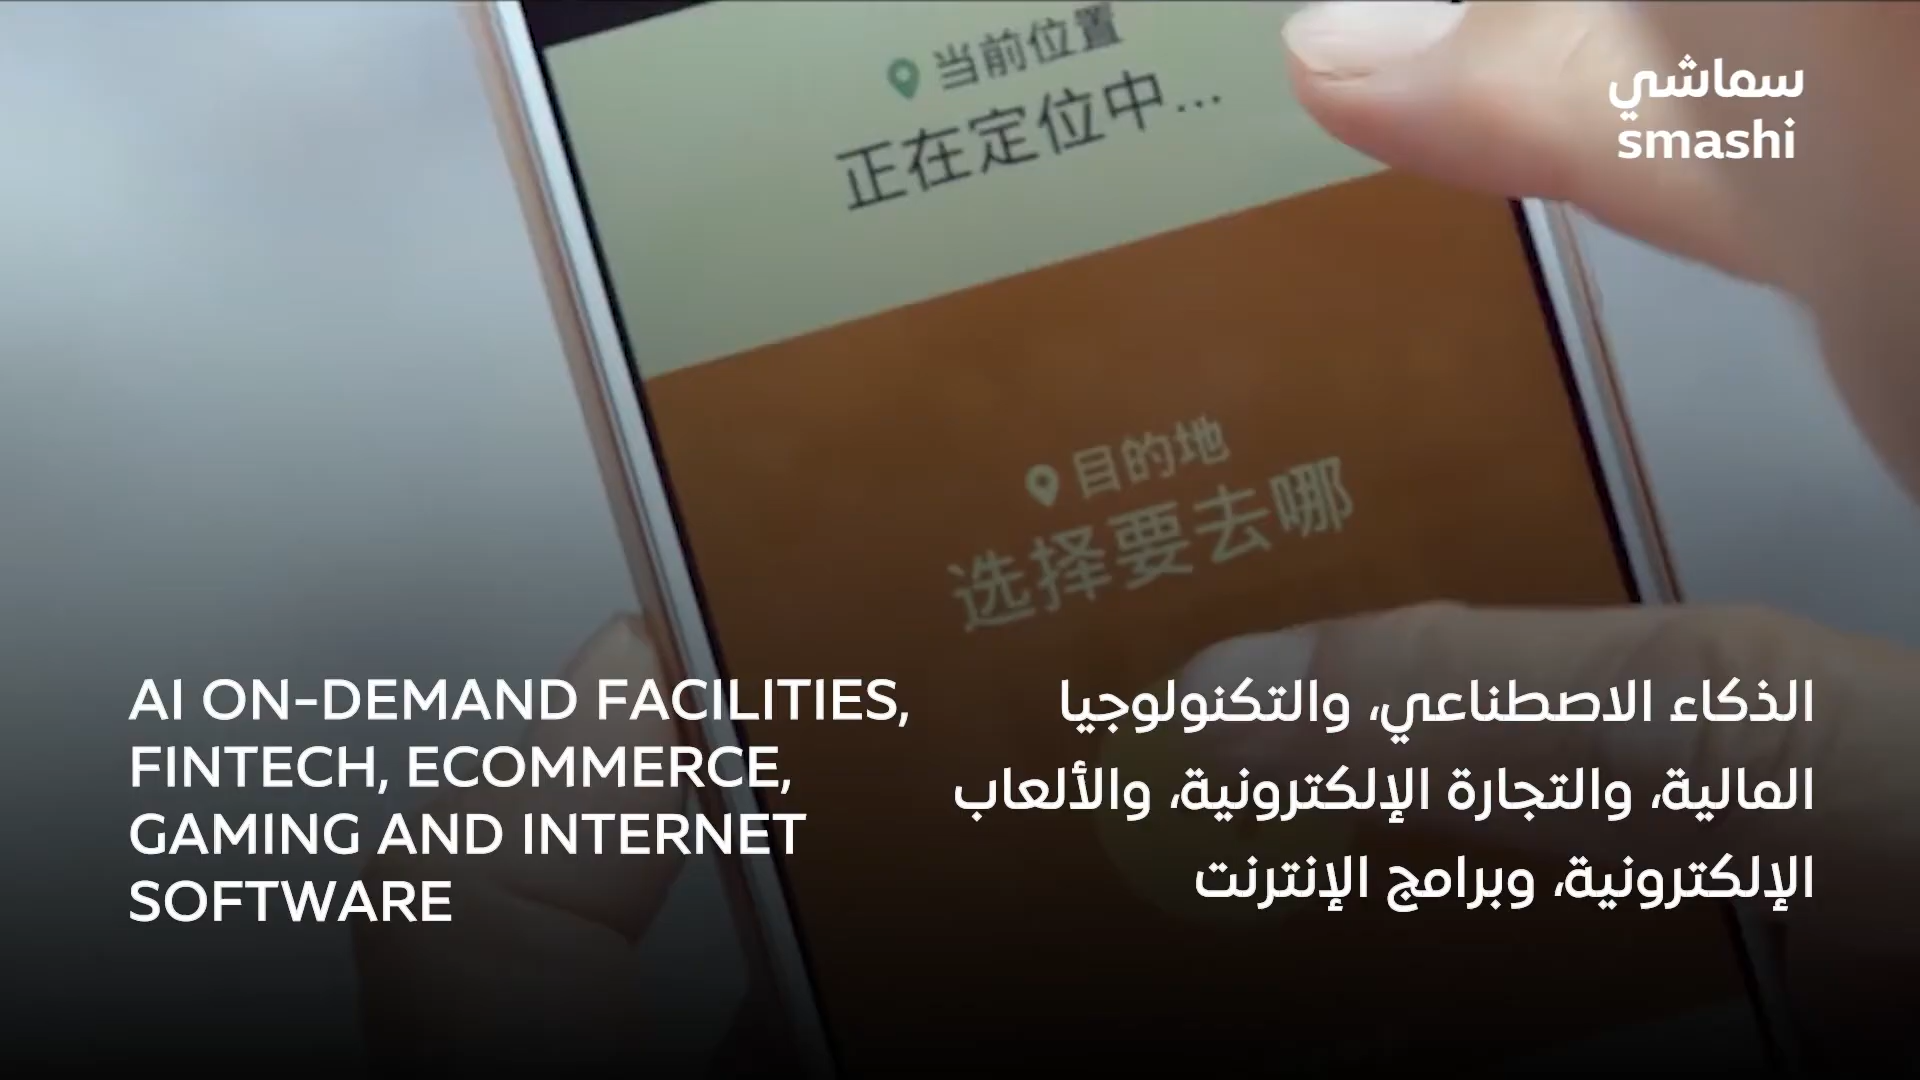 当前位置
正在定位中...
سماشي
smashi
目的地
选择要去哪
AI ON-DEMAND FACILITIES,
FINTECH, ECOMMERCE,
GAMING AND INTERNET
SOFTWARE
الذكاء الاصطناعي، والتكنولوجيا
المالية، والتجارة الإلكترونية، والألعاب
الإلكترونية، وبرامج الإنترنت